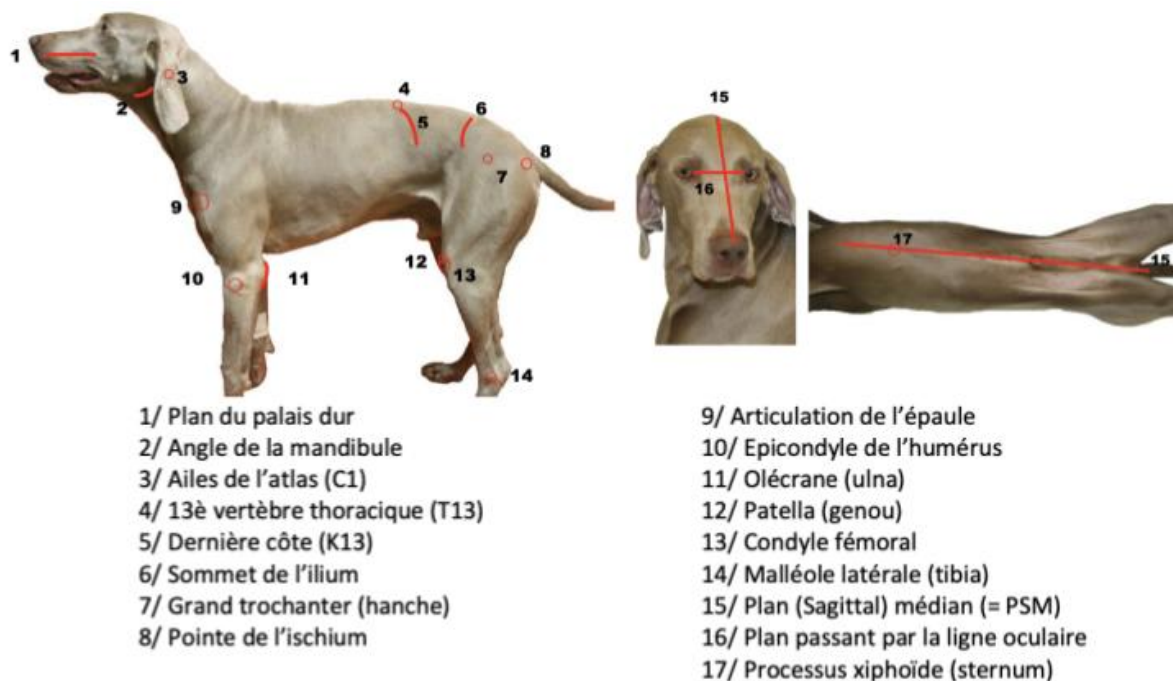 1
2
3
4
5
6
7
8
9
10
11
12
13
14
15
16
17
15
1/ Plan du palais dur
2/ Angle de la mandibule
3/ Ailes de l'atlas (C1)
4/ 13è vertèbre thoracique (T13)
5/ Dernière côte (K13)
6/ Sommet de l'ilium
7/ Grand trochanter (hanche)
8/ Pointe de l'ischium
9/ Articulation de l'épaule
10/ Epicondyle de l'humérus
11/ Olécrane (ulna)
12/ Patella (genou)
13/ Condyle fémoral
14/ Malléole latérale (tibia)
15/ Plan (Sagittal) médian (= PSM)
16/ Plan passant par la ligne oculaire
17/ Processus xiphoïde (sternum)